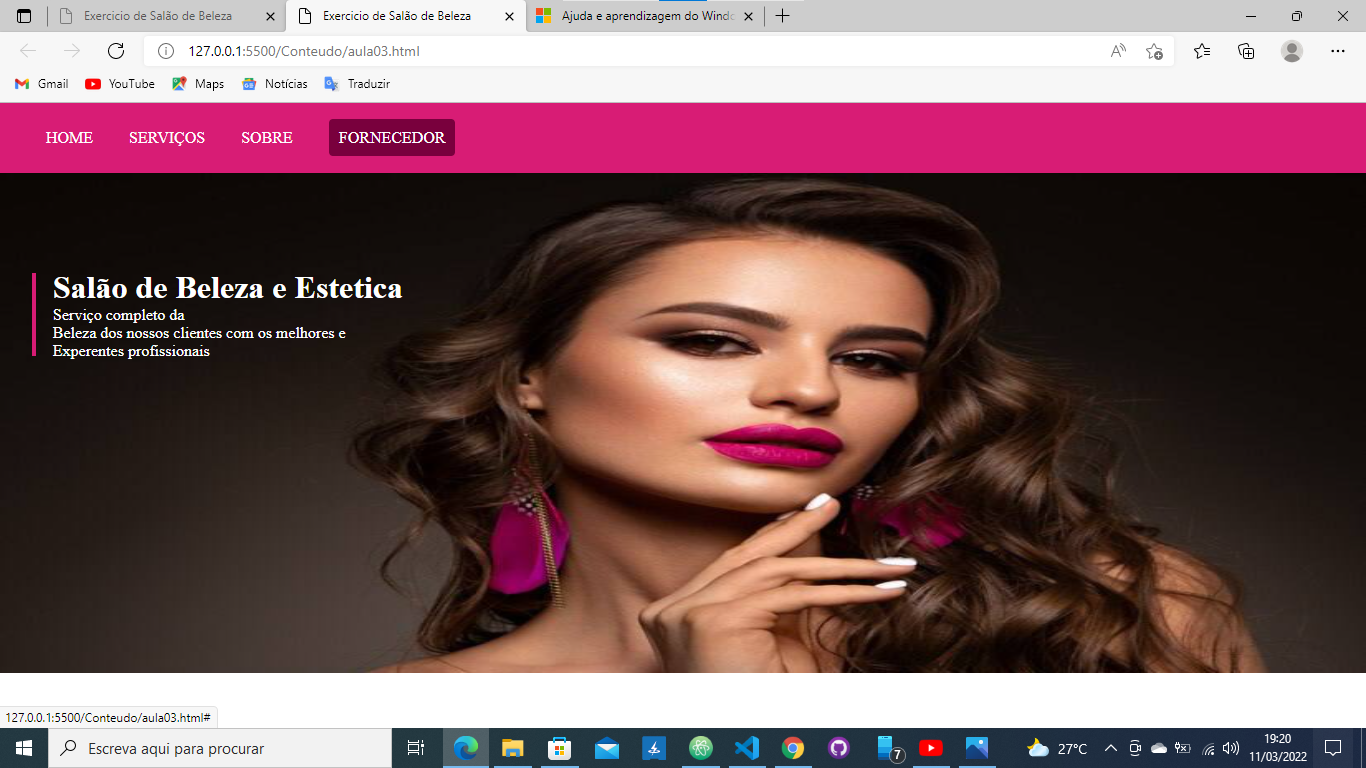 Exercicio de Salão de Beleza
Exercicio de Salão de Beleza
Ajuda e aprendizagem do Windo
127.0.0.1:5500/Conteudo/aula03.html
Gmail YouTube Maps Notícias Traduzir
HOME SERVIÇOS SOBRE FORNECEDOR
Salão de Beleza e Estetica
Serviço completo da
Beleza dos nossos clientes com os melhores e
Experentes profissionais
127.0.0.1:5500/Conteudo/aula03.html#
Escreva aqui para procurar
7
27°C
19:20
11/03/2022